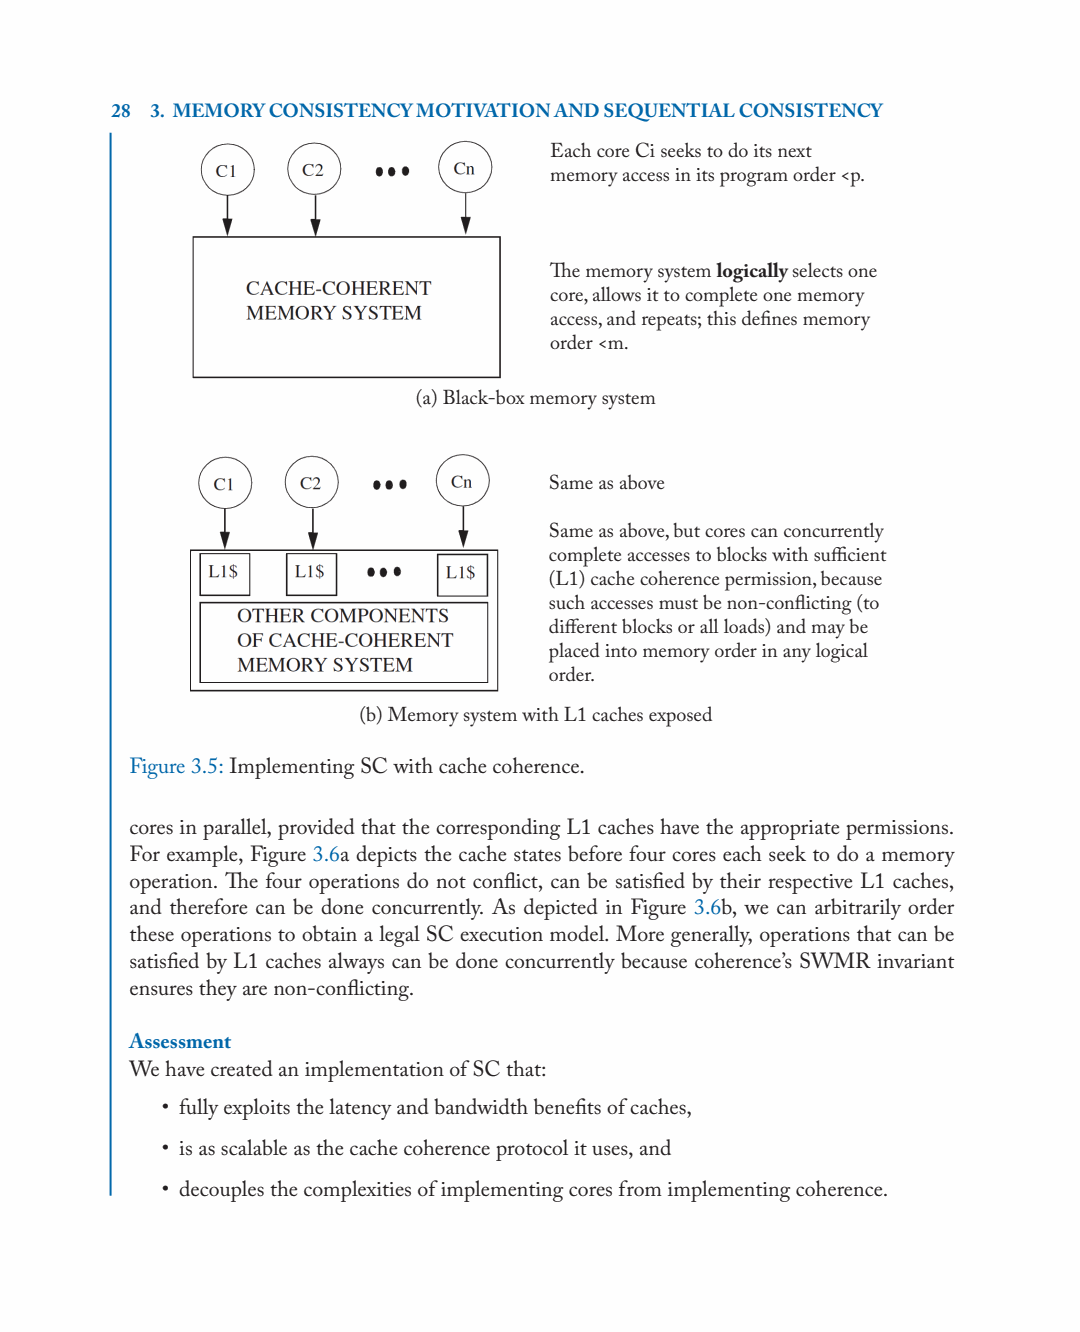 28 3. MEMORY CONSISTENCY MOTIVATION AND SEQUENTIAL CONSISTENCY
C1 C2 Cn
Each core Ci seeks to do its next
memory access in its program order <p.
CACHE-COHERENT
MEMORY SYSTEM
The memory system logically selects one
core, allows it to complete one memory
access, and repeats; this defines memory
order <m.
(a) Black-box memory system
C1 C2 Cn
Same as above
L1$ L1$ L1$
OTHER COMPONENTS
OF CACHE-COHERENT
MEMORY SYSTEM
Same as above, but cores can concurrently
complete accesses to blocks with sufficient
(L1) cache coherence permission, because
such accesses must be non-conflicting (to
different blocks or all loads) and may be
placed into memory order in any logical
order.
(b) Memory system with L1 caches exposed
Figure 3.5: Implementing SC with cache coherence.
cores in parallel, provided that the corresponding L1 caches have the appropriate permissions.
For example, Figure 3.6a depicts the cache states before four cores each seek to do a memory
operation. The four operations do not conflict, can be satisfied by their respective L1 caches,
and therefore can be done concurrently. As depicted in Figure 3.6b, we can arbitrarily order
these operations to obtain a legal SC execution model. More generally, operations that can be
satisfied by L1 caches always can be done concurrently because coherence’s SWMR invariant
ensures they are non-conflicting.
Assessment
We have created an implementation of SC that:
• fully exploits the latency and bandwidth benefits of caches,
• is as scalable as the cache coherence protocol it uses, and
• decouples the complexities of implementing cores from implementing coherence.